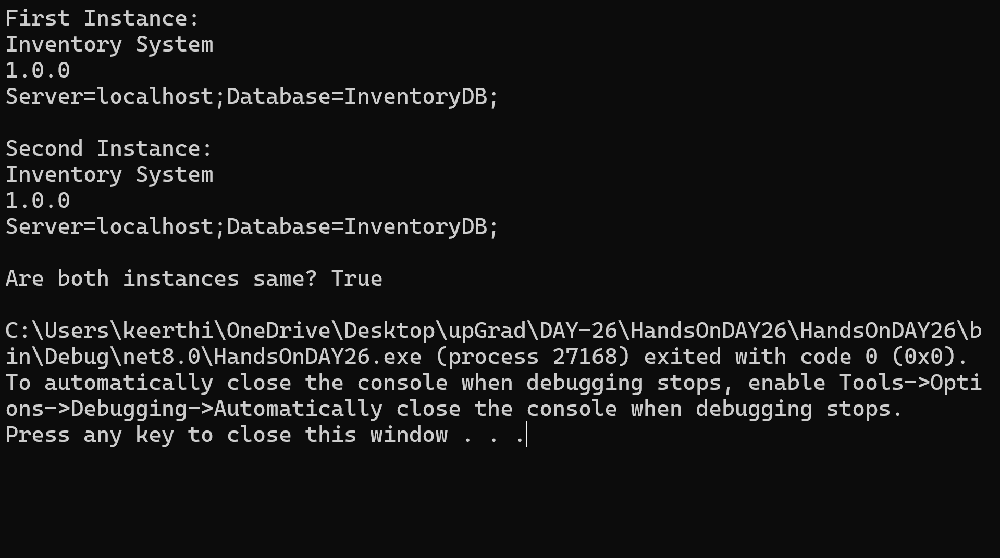 First Instance:
Inventory System
1.0.0
Server=localhost;Database=InventoryDB;
Second Instance:
Inventory System
1.0.0
Server=localhost;Database=InventoryDB;
Are both instances same? True
C:\Users\keerthi\OneDrive\Desktop\upGrad\DAY-26\HandsOnDAY26\HandsOnDAY26\b
in\Debug\net8.0\HandsOnDAY26.exe (process 27168) exited with code 0 (0x0).
To automatically close the console when debugging stops, enable Tools->Opti
ons->Debugging->Automatically close the console when debugging stops.
Press any key to close this window . . .